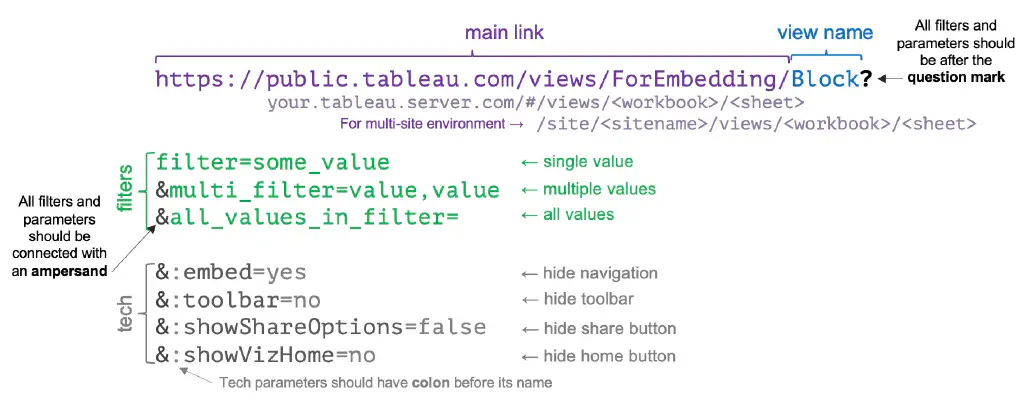 main link
view name
All filters and
parameters should
be after the
question mark
https://public.tableau.com/views/ForEmbedding/Block?
your.tableau.server.com/#/views/<workbook>/<sheet>
For multi-site environment → /site/<sitename>/views/<workbook>/<sheet>
filters
filter=some_value ← single value
&multi_filter=value,value ← multiple values
&all_values_in_filter= ← all values
All filters and
parameters
should be
connected with
an ampersand
tech
&:embed=yes ← hide navigation
&:toolbar=no ← hide toolbar
&:showShareOptions=false ← hide share button
&:showVizHome=no ← hide home button
Tech parameters should have colon before its name